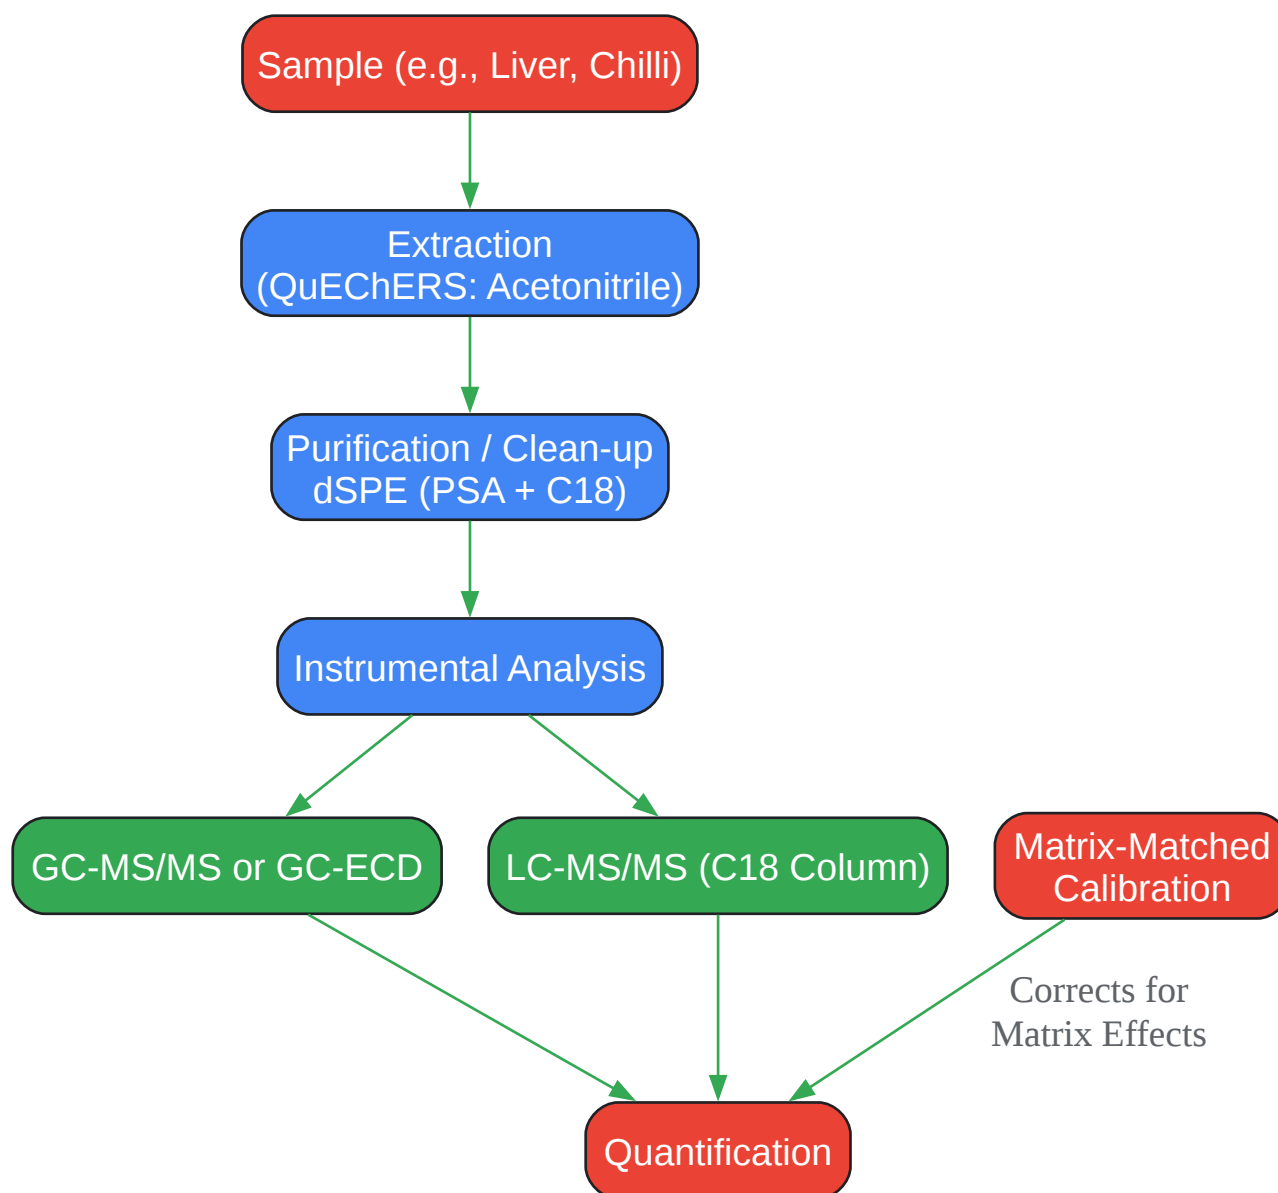 Sample (e.g., Liver, Chilli)
Extraction
(QuEChERS: Acetonitrile)
Purification / Clean-up
dSPE (PSA + C18)
Instrumental Analysis
GC-MS/MS or GC-ECD
LC-MS/MS (C18 Column)
Matrix-Matched
Calibration
Corrects for
Matrix Effects
Quantification